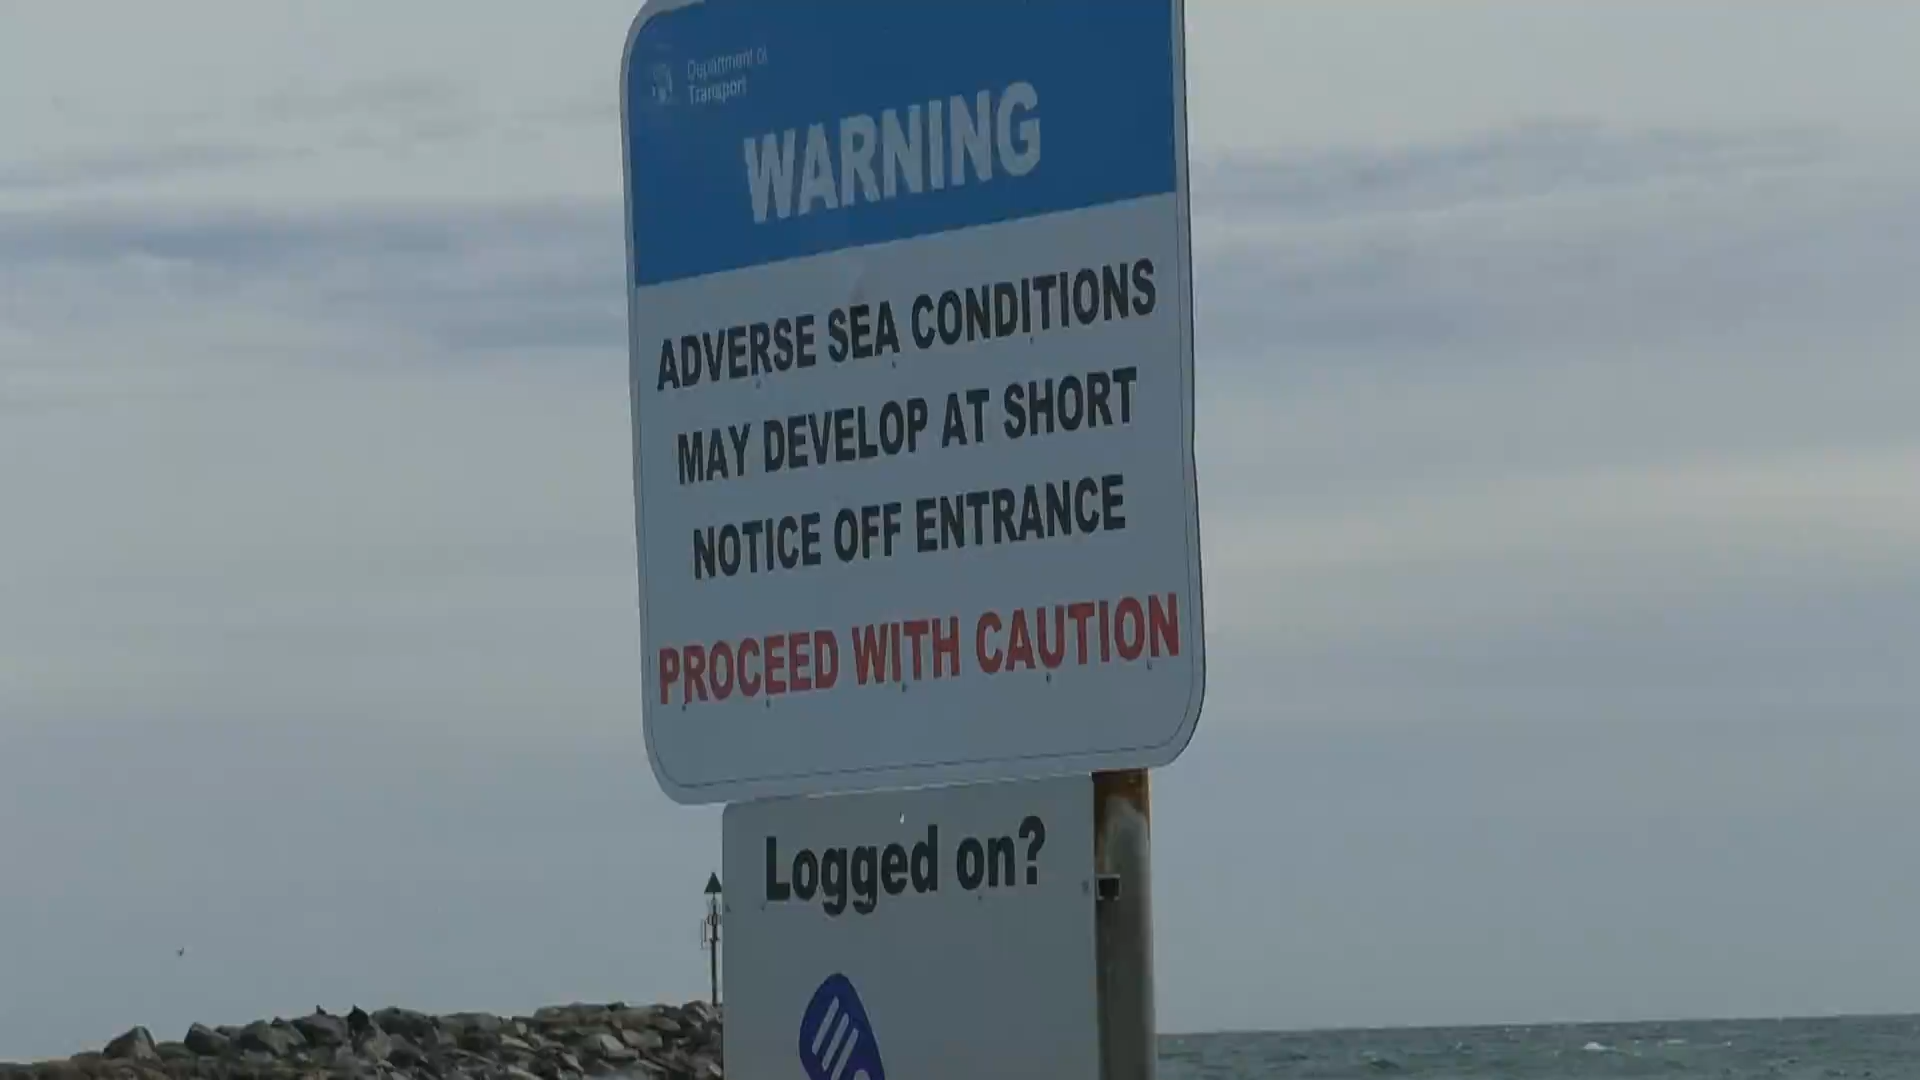 Department of
Transport
WARNING
ADVERSE SEA CONDITIONS
MAY DEVELOP AT SHORT
NOTICE OFF ENTRANCE
PROCEED WITH CAUTION
Logged on?